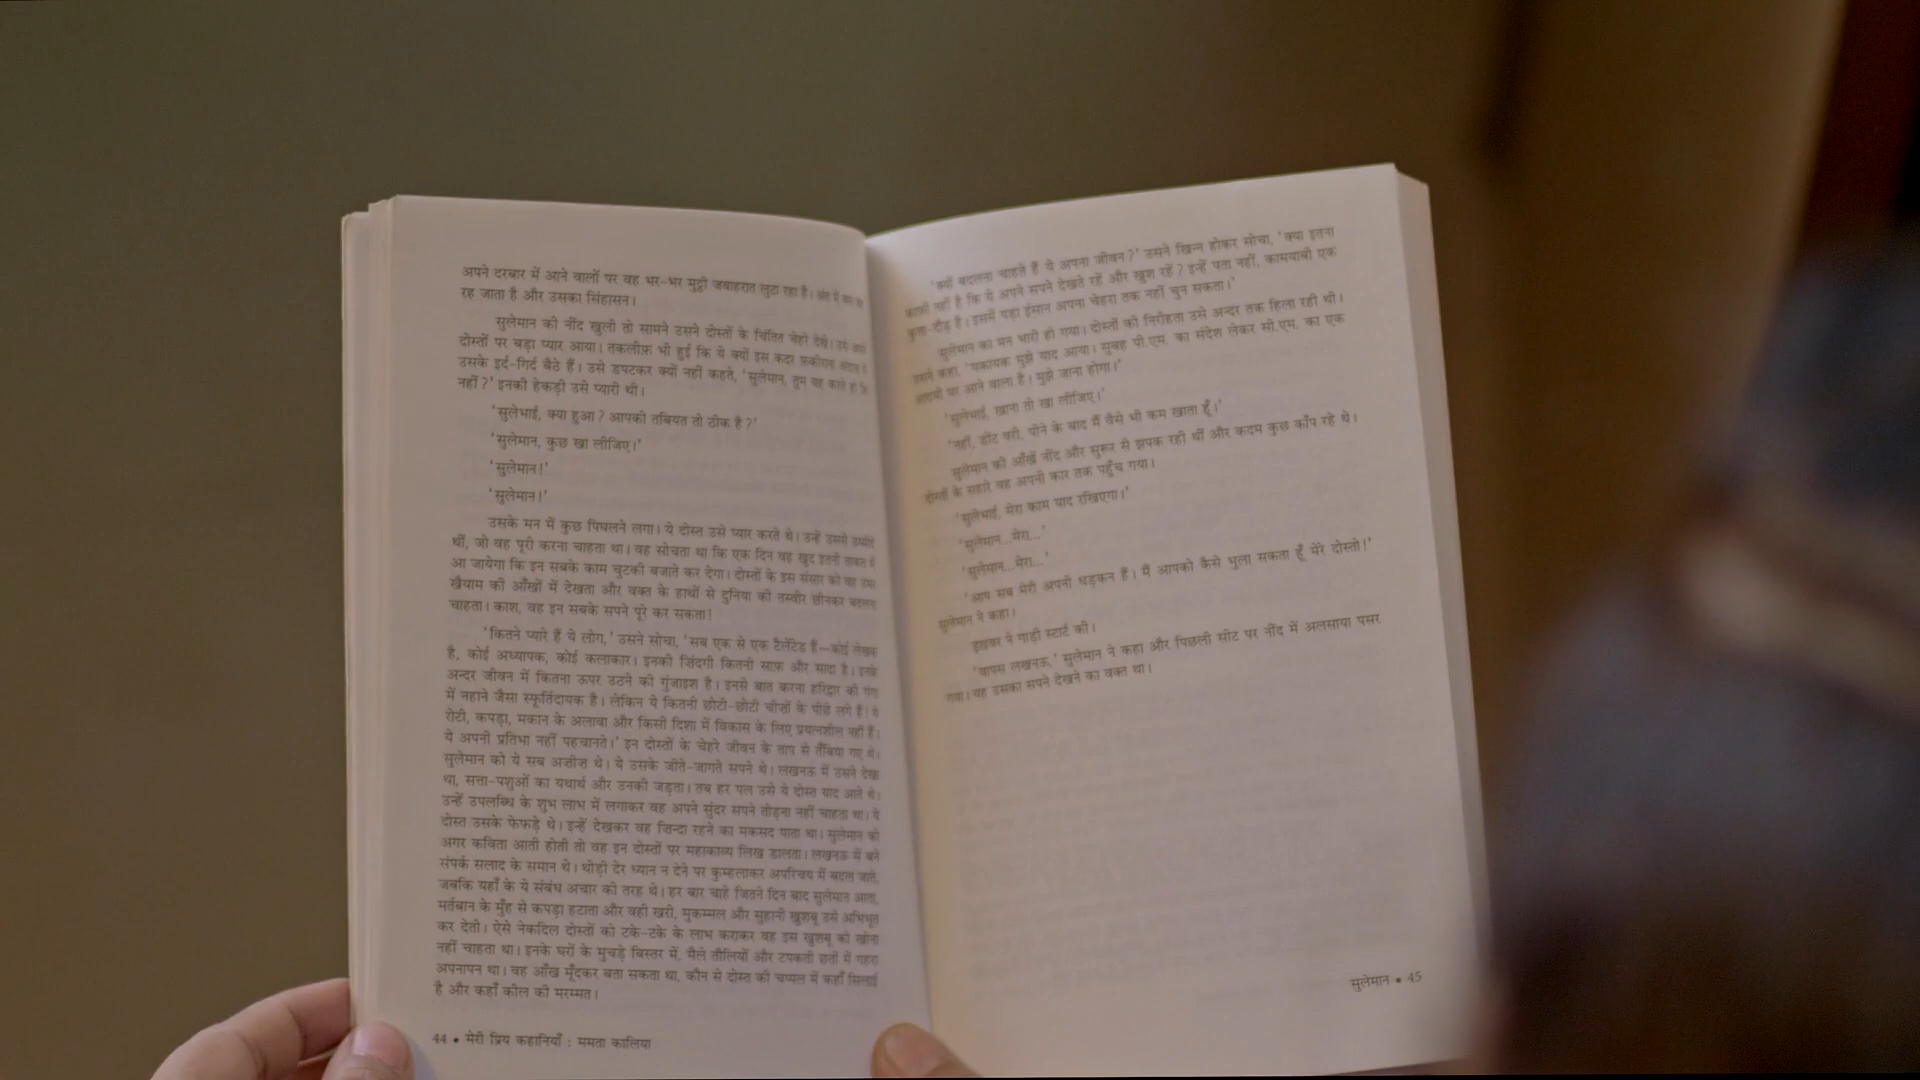 अपने दरबार में आने वालों पर वह भर-भर मुट्ठी जवाहरात लुटा रहा है। अंत में
रह जाता है और उसका सिंहासन।
सुलेमान की नींद खुली तो सामने उसने दोस्तों के चिंतित चेहरे देखे। उसे अपने
दोस्तों पर बड़ा प्यार आया। तकलीफ़ भी हुई कि ये क्यों इस कदर फ़कीराना अंदाज़ में
उसके इर्द-गिर्द बैठे हैं। उसे डपटकर क्यों नहीं कहते, 'सुलेमान, तुम यह करते हो कि
नहीं?' इनकी हेकड़ी उसे प्यारी थी।
'सुलेभाई, क्या हुआ? आपकी तबियत तो ठीक है?'
'सुलेमान, कुछ खा लीजिए।'
'सुलेमान!'
'सुलेमान!'
उसके मन में कुछ पिघलने लगा। ये दोस्त उसे प्यार करते थे। उन्हें उससे उम्मीदें
थीं, जो वह पूरी करना चाहता था। वह सोचता था कि एक दिन वह खुद इतनी ताकत में
आ जायेगा कि इन सबके काम चुटकी बजाते कर देगा। दोस्तों के इस संसार को वह उमर
खैयाम की आँखों में देखता और वक्त के हाथों से दुनिया की तस्वीर छीनकर बदलना
चाहता। काश, वह इन सबके सपने पूरे कर सकता!
'कितने प्यारे हैं ये लोग,' उसने सोचा, 'सब एक से एक टैलेंटेड हैं—कोई लेखक
है, कोई अध्यापक, कोई कलाकार। इनकी ज़िंदगी कितनी साफ़ और सादा है। इनके
अन्दर जीवन में कितना ऊपर उठने की गुंजाइश है। इनसे बात करना हरिद्वार की गंगा
में नहाने जैसा स्फूर्तिदायक है। लेकिन ये कितनी छोटी-छोटी चीज़ों के पीछे लगे हैं। ये
रोटी, कपड़ा, मकान के अलावा और किसी दिशा में विकास के लिए प्रयत्नशील नहीं हैं।
ये अपनी प्रतिभा नहीं पहचानते।' इन दोस्तों के चेहरे जीवन के ताप से तँबिया गए थे।
सुलेमान को ये सब अज़ीज़ थे। ये उसके जीते-जागते सपने थे। लखनऊ में उसने देखा
था, सत्ता-पशुओं का यथार्थ और उनकी जड़ता। तब हर पल उसे ये दोस्त याद आते थे।
उन्हें उपलब्धि के शुभ लाभ में लगाकर वह अपने सुंदर सपने तोड़ना नहीं चाहता था। ये
दोस्त उसके फेफड़े थे। इन्हें देखकर वह ज़िन्दा रहने का मकसद पाता था। सुलेमान को
अगर कविता आती होती तो वह इन दोस्तों पर महाकाव्य लिख डालता। लखनऊ में बने
संपर्क सलाद के समान थे। थोड़ी देर ध्यान न देने पर कुम्हलाकर अपरिचय में बदल जाते,
जबकि यहाँ के ये संबंध अचार की तरह थे। हर बार चाहे जितने दिन बाद सुलेमान आता,
मर्तबान के मुँह से कपड़ा हटाता और वही खरी, मुकम्मल और सुहानी खुशबू उसे अभिभूत
कर देती। ऐसे नेकदिल दोस्तों को टके-टके के लाभ कराकर वह इस खुशबू को खोना
नहीं चाहता था। इनके घरों के मुचड़े बिस्तर में, मैले तौलियों और टपकती छतों में गहरा
अपनापन था। वह आँख मूँदकर बता सकता था, कौन से दोस्त की चप्पल में कहाँ सिलाई
है और कहाँ कील की मरम्मत।
44 • मेरी प्रिय कहानियाँ : ममता कालिया
'क्यों बदलना चाहते हैं ये अपना जीवन?' उसने खिन्न होकर सोचा, 'क्या इतना
काफ़ी नहीं है कि ये अपने सपने देखते रहें और खुश रहें? इन्हें पता नहीं, कामयाबी एक
कुत्ता-दौड़ है। इसमें पड़ा इंसान अपना चेहरा तक नहीं चुन सकता।'
सुलेमान का मन भारी हो गया। दोस्तों की निरीहता उसे अन्दर तक हिला रही थी।
उसने कहा, 'यकायक मुझे याद आया। सुबह पी.एम. का संदेश लेकर सी.एम. का एक
आदमी घर आने वाला है। मुझे जाना होगा।'
'सुलेभाई, खाना तो खा लीजिए।'
'नहीं, डोंट वरी, पीने के बाद मैं वैसे भी कम खाता हूँ।'
सुलेमान की आँखें नींद और सुरूर से झपक रही थीं और कदम कुछ काँप रहे थे।
दोस्तों के सहारे वह अपनी कार तक पहुँच गया।
'सुलेभाई, मेरा काम याद रखिएगा।'
'सुलेमान...मेरा...'
'सुलेमान...मेरा...'
'आप सब मेरी अपनी धड़कन हैं। मैं आपको कैसे भुला सकता हूँ मेरे दोस्तो!'
सुलेमान ने कहा।
ड्राइवर ने गाड़ी स्टार्ट की।
'वापस लखनऊ,' सुलेमान ने कहा और पिछली सीट पर नींद में अलसाया पसर
गया। यह उसका सपने देखने का वक्त था।
सुलेमान • 45